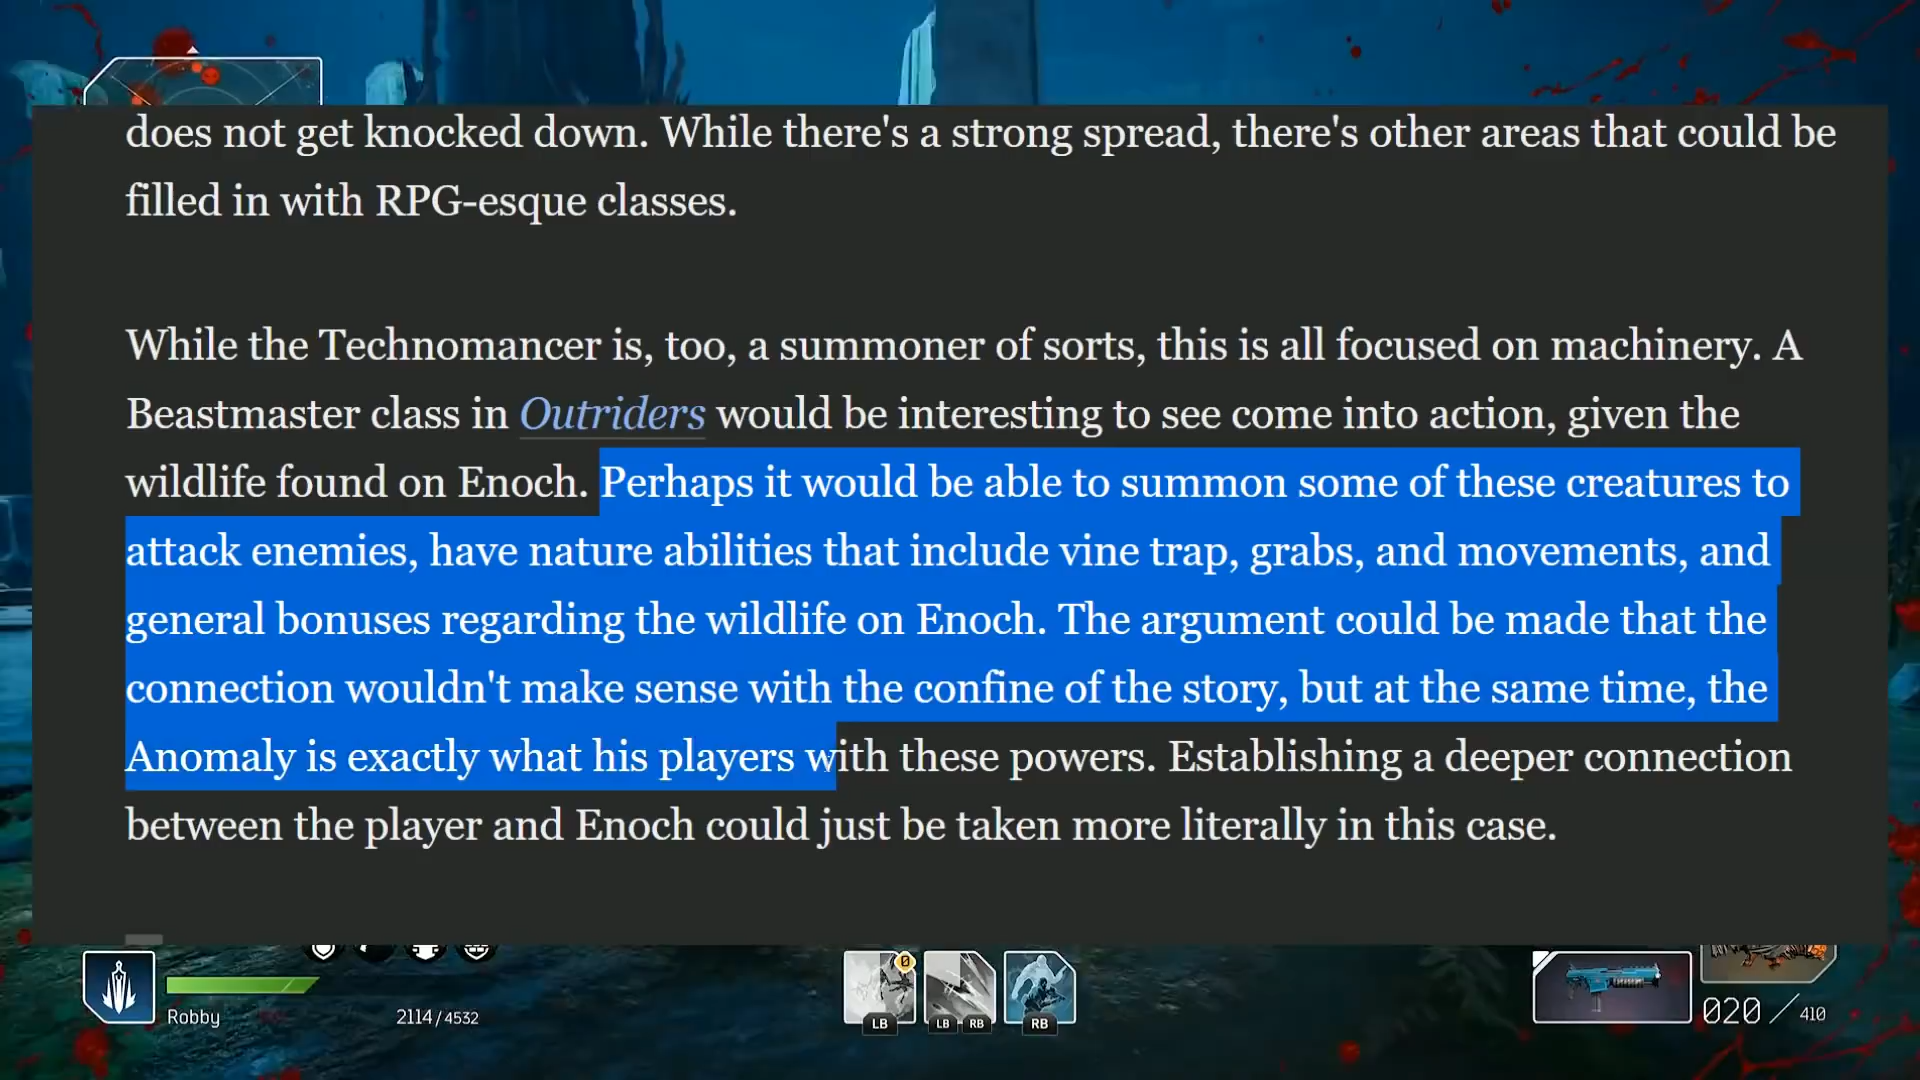 does not get knocked down. While there's a strong spread, there's other areas that could be
filled in with RPG-esque classes.
While the Technomancer is, too, a summoner of sorts, this is all focused on machinery. A
Beastmaster class in Outriders would be interesting to see come into action, given the
wildlife found on Enoch. Perhaps it would be able to summon some of these creatures to
attack enemies, have nature abilities that include vine trap, grabs, and movements, and
general bonuses regarding the wildlife on Enoch. The argument could be made that the
connection wouldn't make sense with the confine of the story, but at the same time, the
Anomaly is exactly what his players with these powers. Establishing a deeper connection
between the player and Enoch could just be taken more literally in this case.
0
Robby 2114/4532
LB LB RB RB
020 / 410